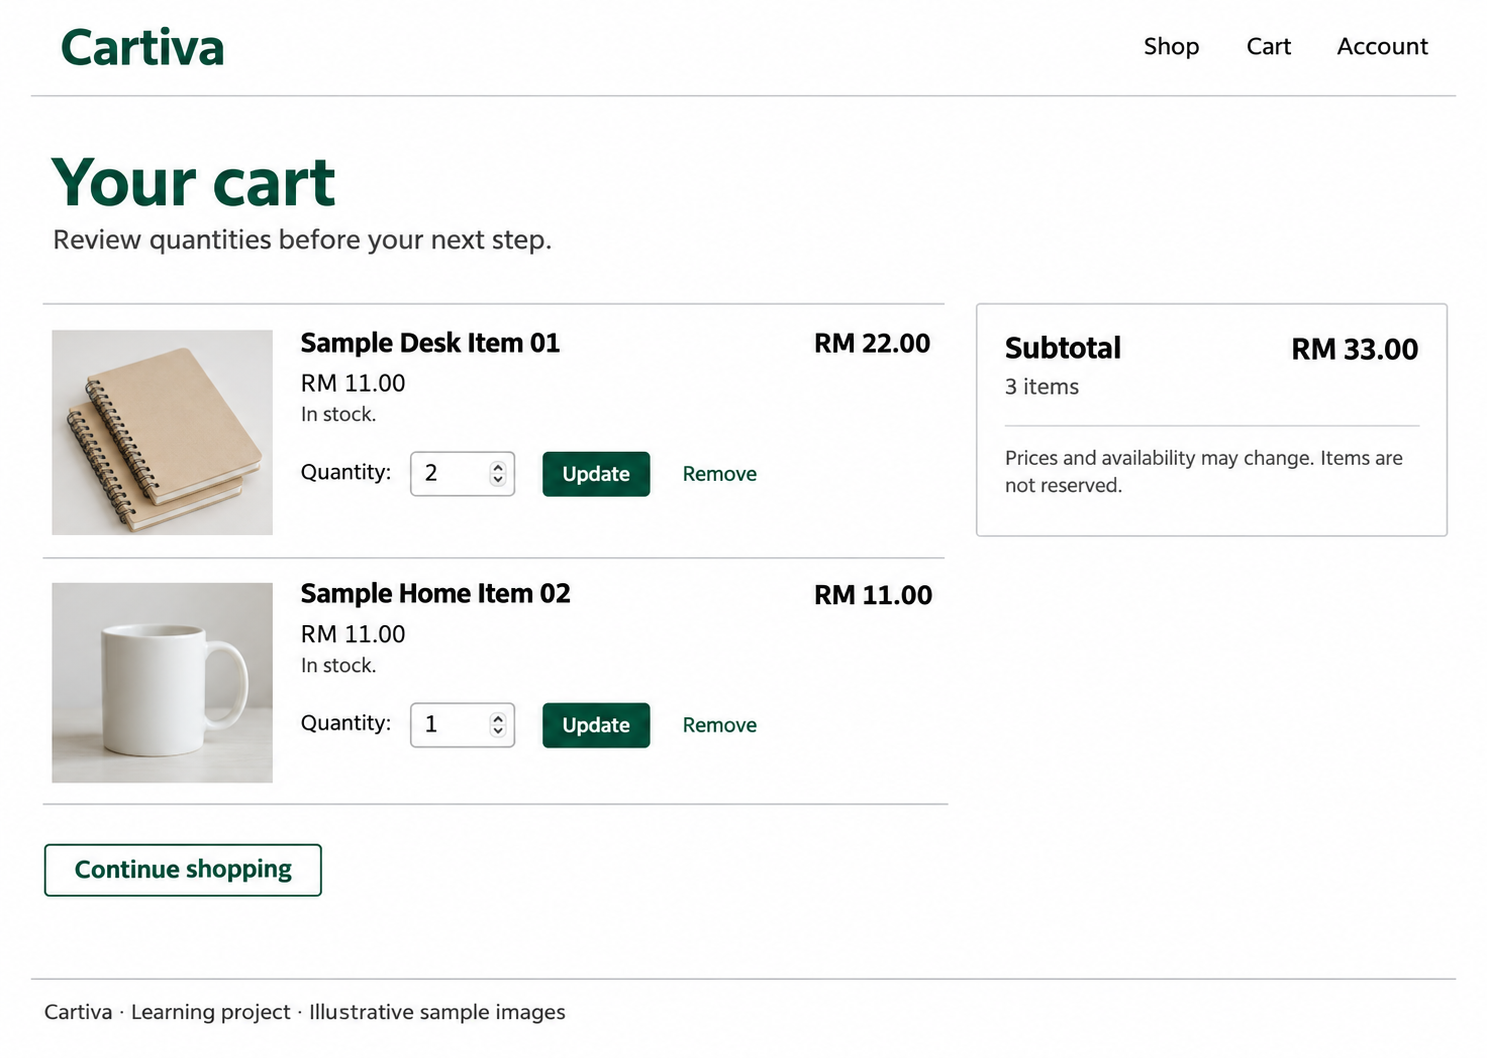 Cartiva
Shop Cart Account
Your cart
Review quantities before your next step.
Sample Desk Item 01 RM 22.00
RM 11.00
In stock.
Quantity: 2 Update Remove
Sample Home Item 02 RM 11.00
RM 11.00
In stock.
Quantity: 1 Update Remove
Subtotal RM 33.00
3 items
Prices and availability may change. Items are
not reserved.
Continue shopping
Cartiva · Learning project · Illustrative sample images